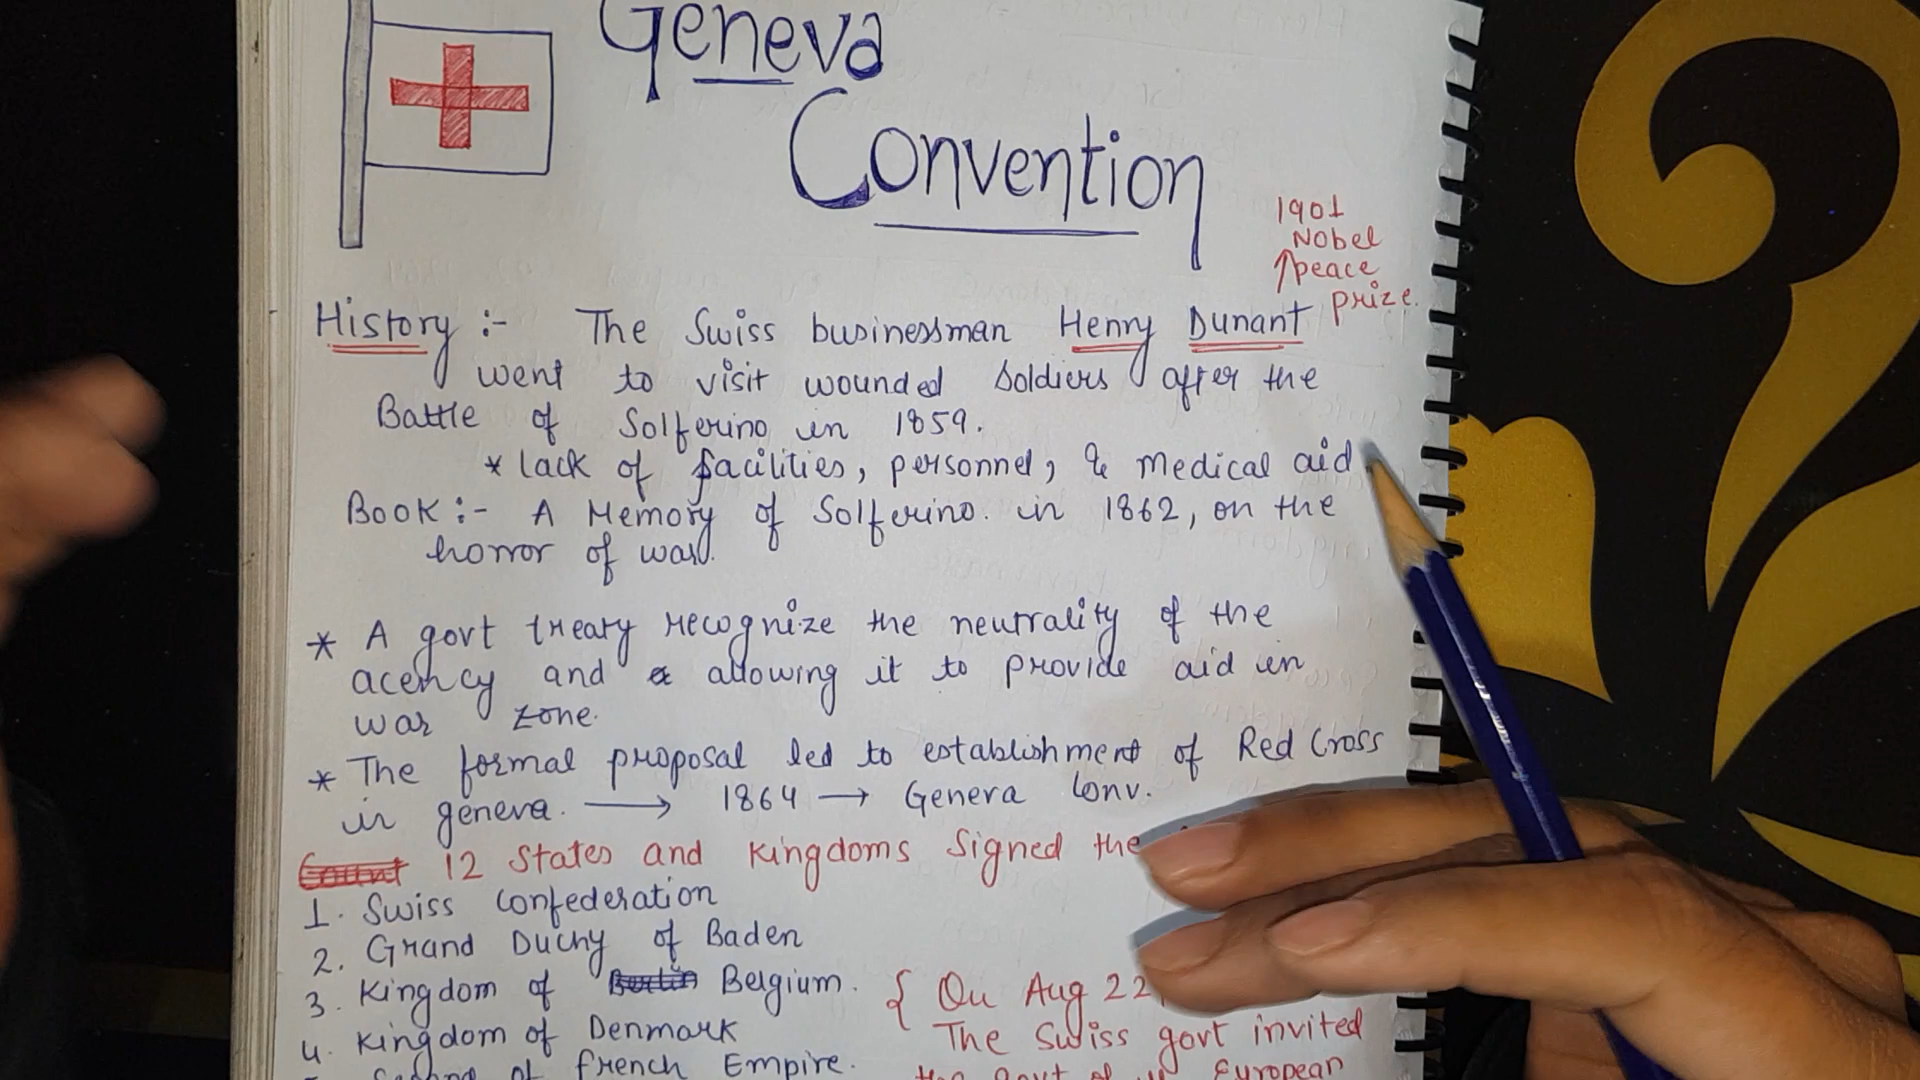 Geneva
Convention
1901
Nobel
↑peace
prize.
History :- The Swiss businessman Henry Dunant
went to visit wounded soldiers after the
Battle of Solferino in 1859.
* lack of facilities, personnel, & medical aid
Book :- A Memory of Solferino. in 1862, on the
horror of war.
* A govt treaty recognize the neutrality of the
acency and allowing it to provide aid in
war zone.
* The formal proposal led to establishment of Red Cross
in geneva. → 1864 → Geneva Conv.
12 States and kingdoms signed the
1. Swiss Confederation
2. Grand Duchy of Baden
3. Kingdom of Belgium.
4. Kingdom of Denmark
French Empire.
{ On Aug 22,
The Swiss govt invited
the govt of all European